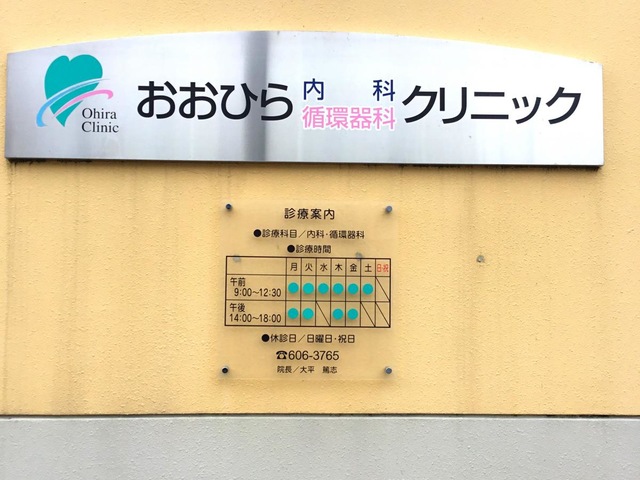 Ohira
Clinic
おおひら 内科 クリニック
循環器科
診療案内
●診療科目/内科・循環器科
●診療時間
月 火 水 木 金 土 日・祝
午前
9:00〜12:30 ● ● ● ● ● ●
午後
14:00〜18:00 ● ● ● ●
●休診日/日曜日・祝日
☎606-3765
院長/大平 篤志